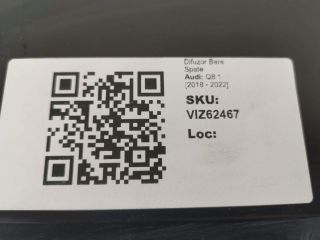 Difuzor Bara
Spate
Audi: Q8 1
[2018 - 2022]
SKU:
VIZ62467
Loc: